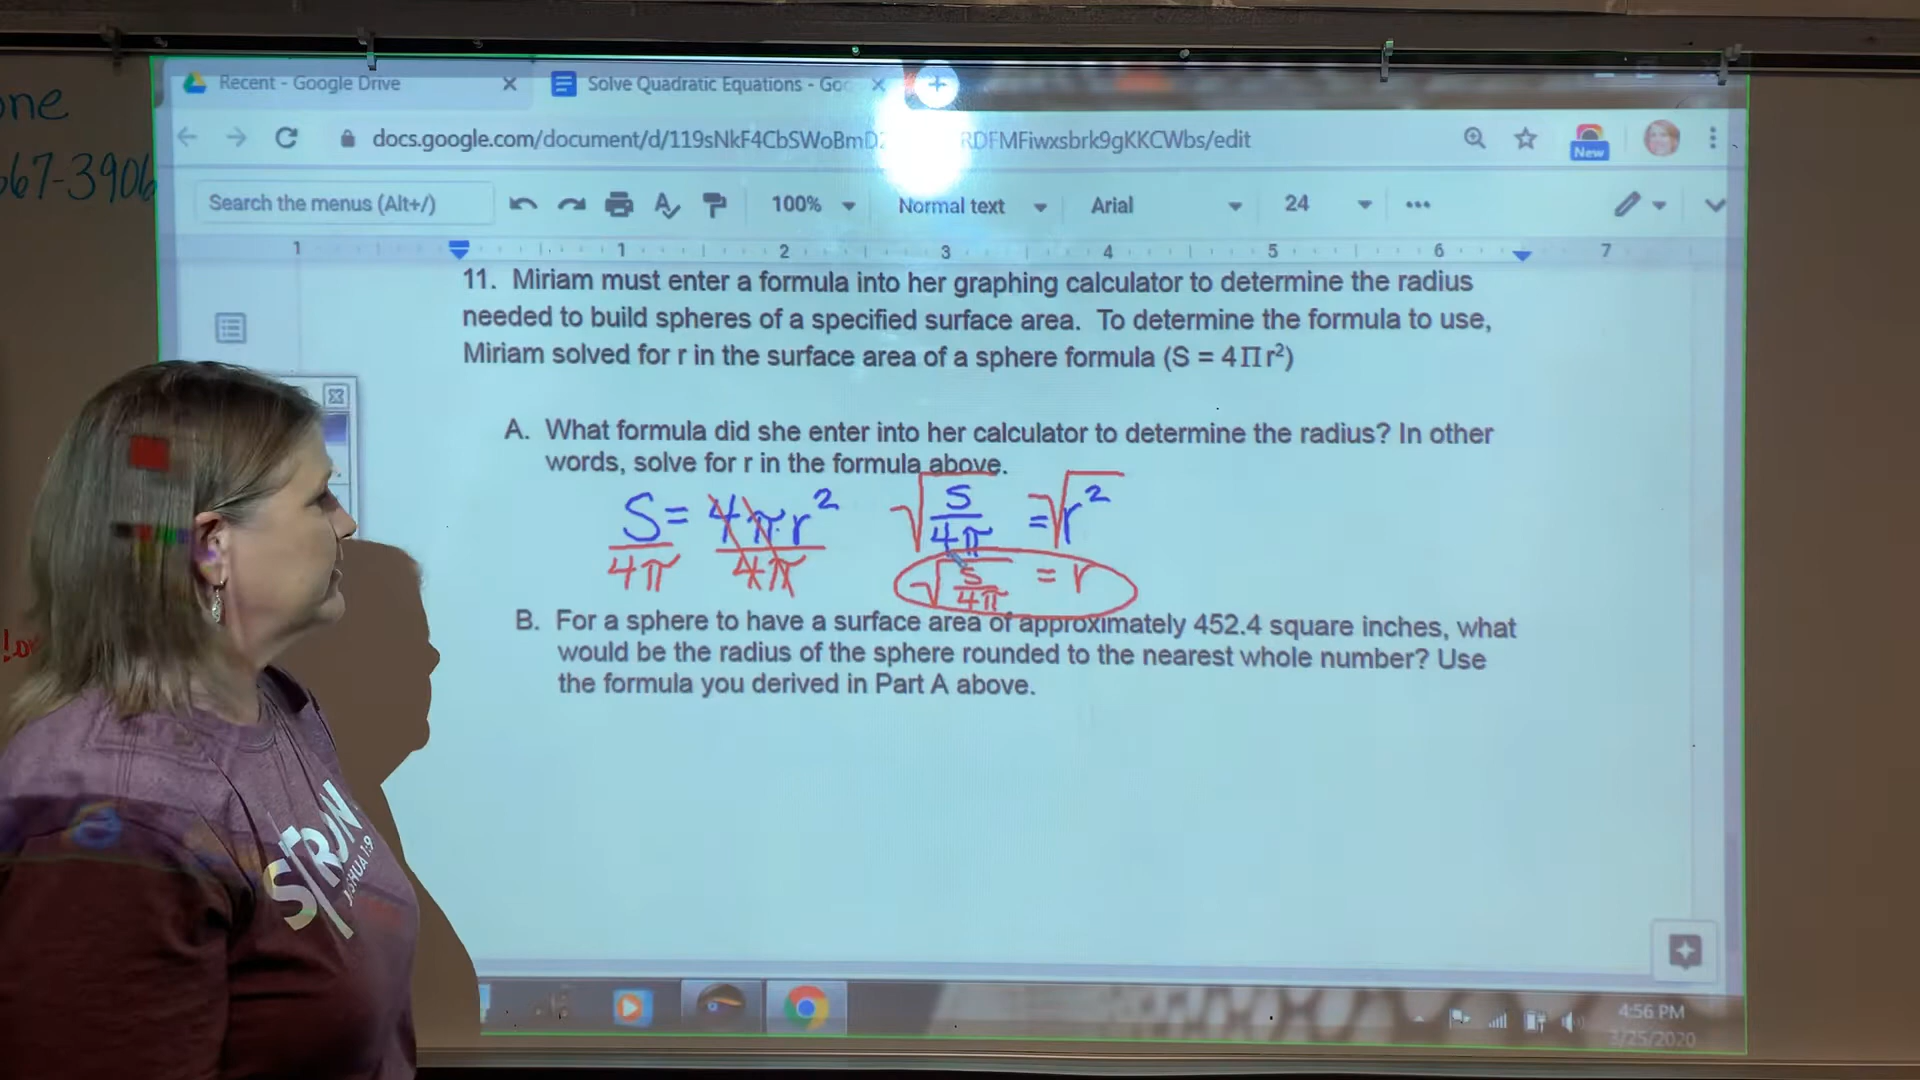 one
667-3906
Recent - Google Drive
Solve Quadratic Equations - Goo
docs.google.com/document/d/119sNkF4CbSWoBmD
RDFMFiwxsbrk9gKKCWbs/edit
New
Search the menus (Alt+/)
100%
Normal text
Arial
24
1 1 2 3 4 5 6 7
11. Miriam must enter a formula into her graphing calculator to determine the radius
needed to build spheres of a specified surface area. To determine the formula to use,
Miriam solved for r in the surface area of a sphere formula (S = 4Πr²)
A. What formula did she enter into her calculator to determine the radius? In other
words, solve for r in the formula above.
S = 4πr² √S/4π = √r²
4π 4π √S/4π = r
B. For a sphere to have a surface area of approximately 452.4 square inches, what
would be the radius of the sphere rounded to the nearest whole number? Use
the formula you derived in Part A above.
STRONG
JOSHUA 1:9
4:56 PM
3/25/2020